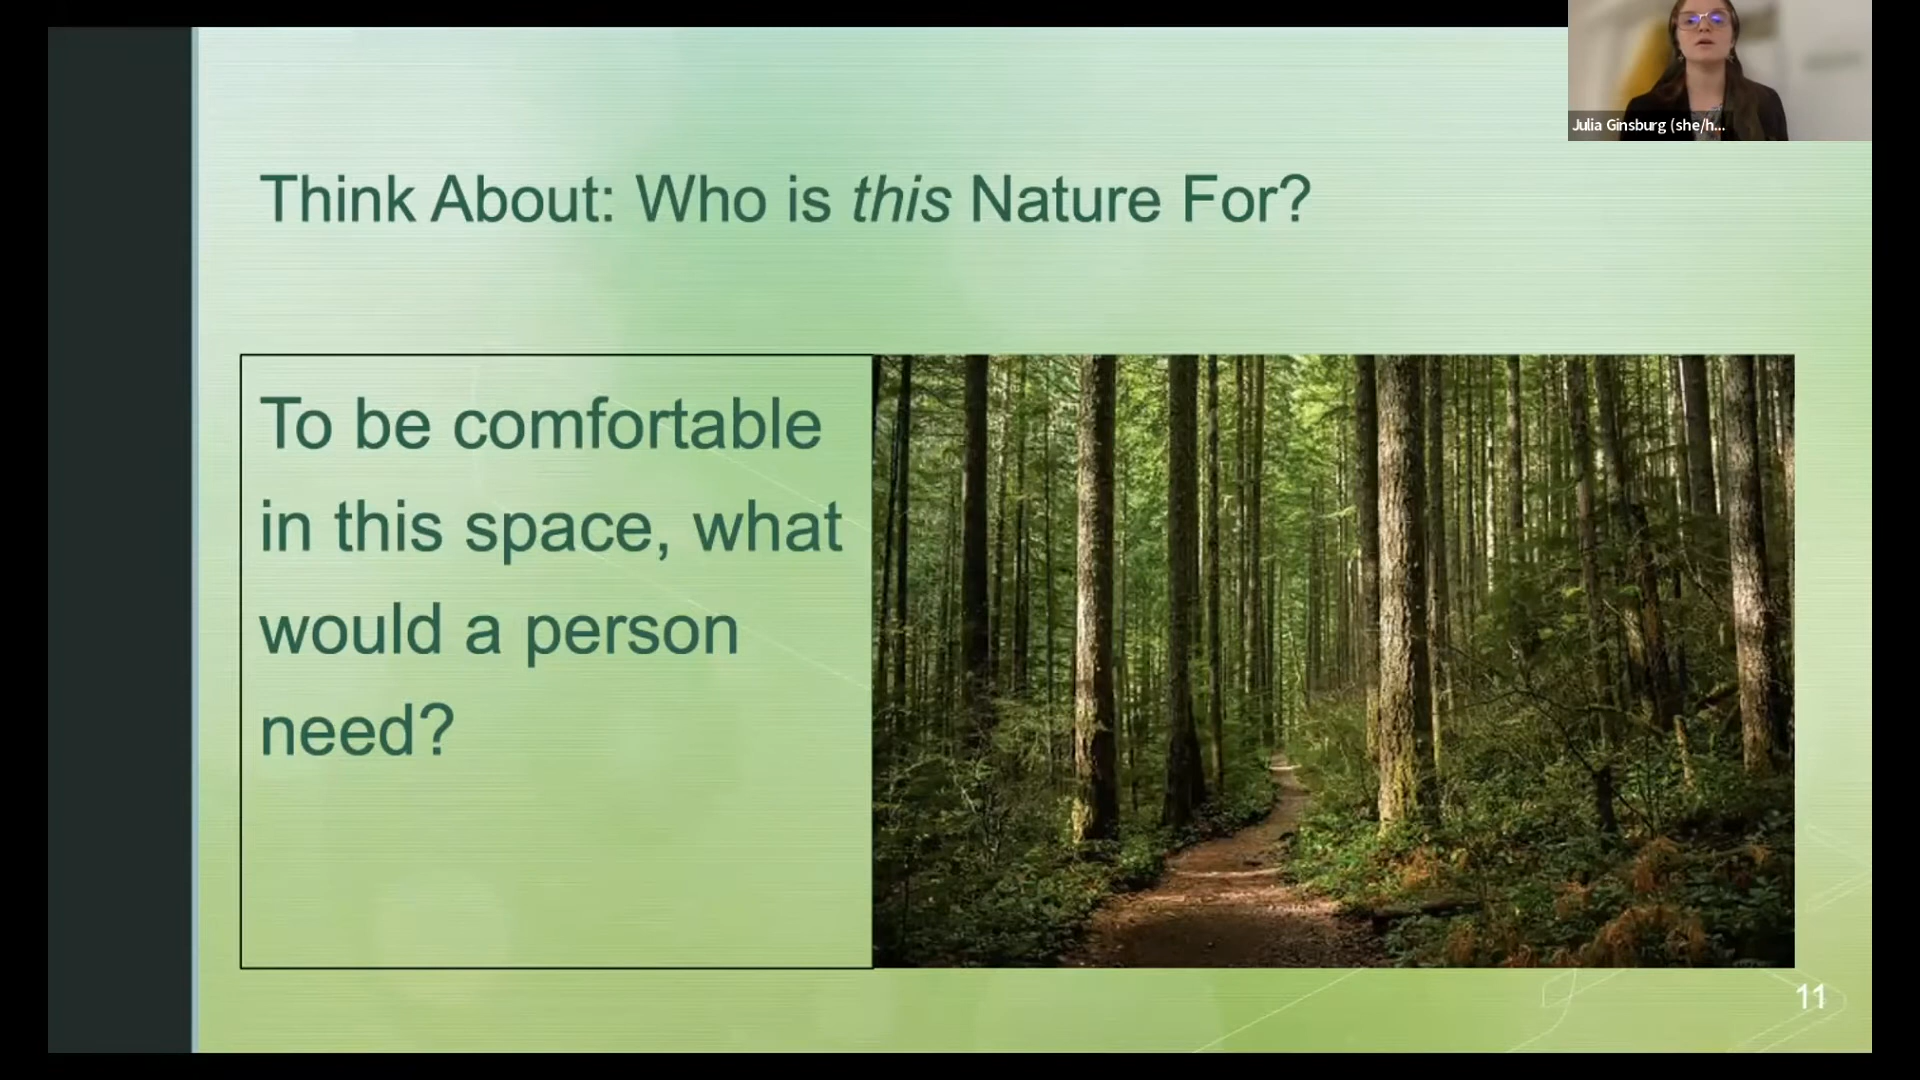 Julia Ginsburg (she/h...
Think About: Who is this Nature For?
To be comfortable
in this space, what
would a person
need?
11